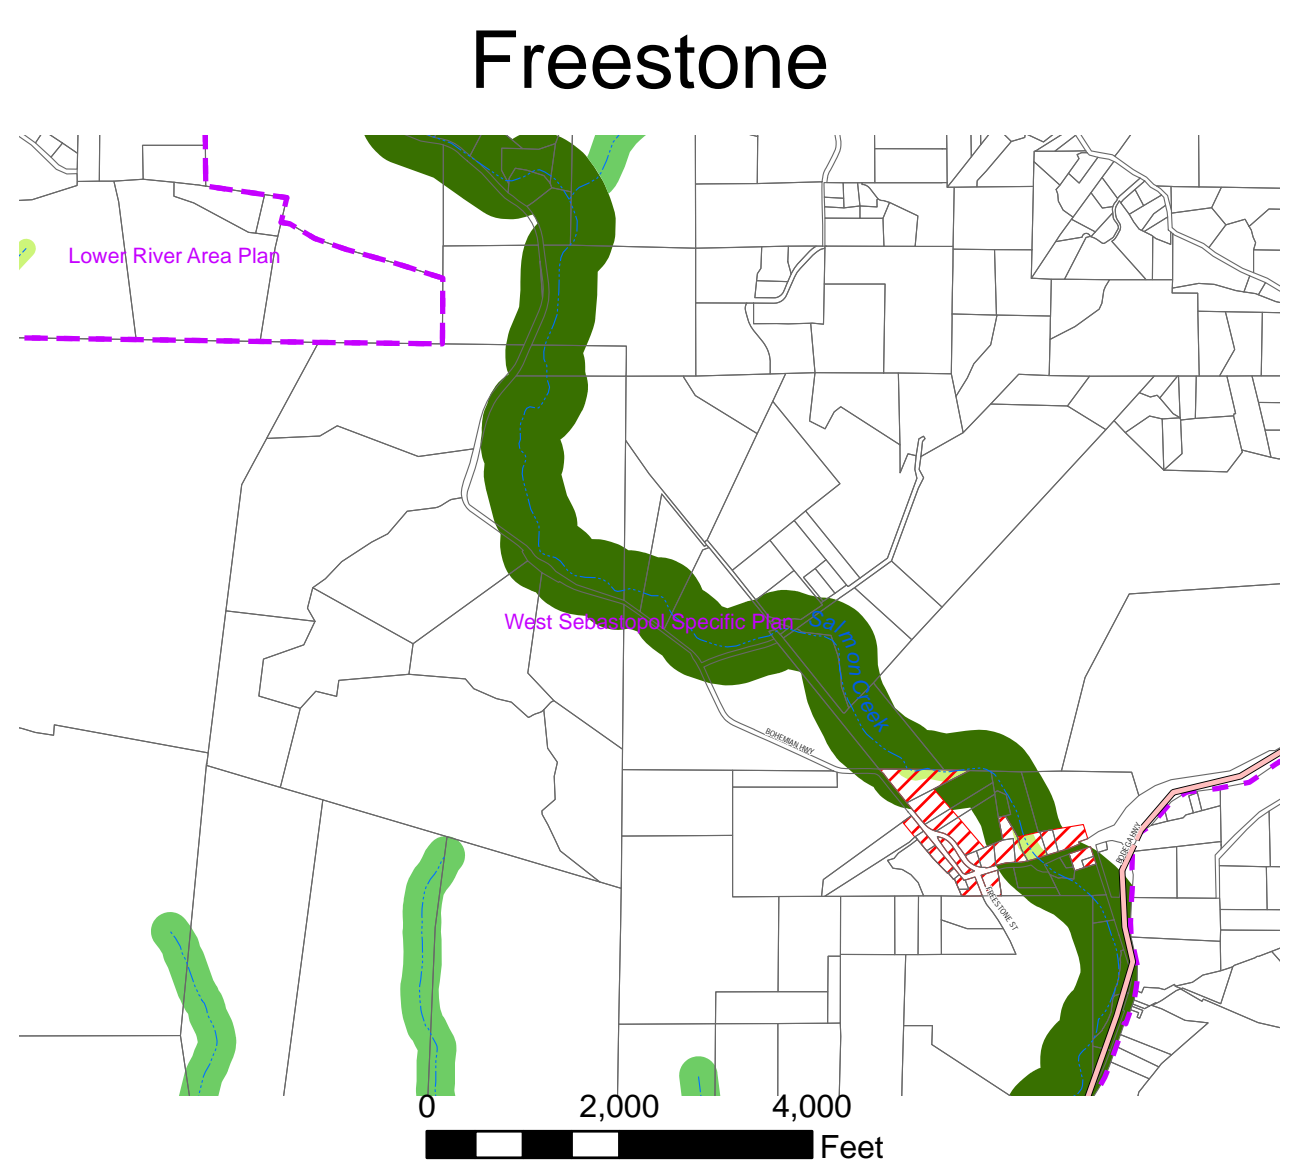 Freestone
Lower River Area Plan
West Sebastopol Specific Plan
Salmon Creek
BOHEMIAN HWY
BODEGA HWY
FREESTONE ST
0 2,000 4,000
Feet